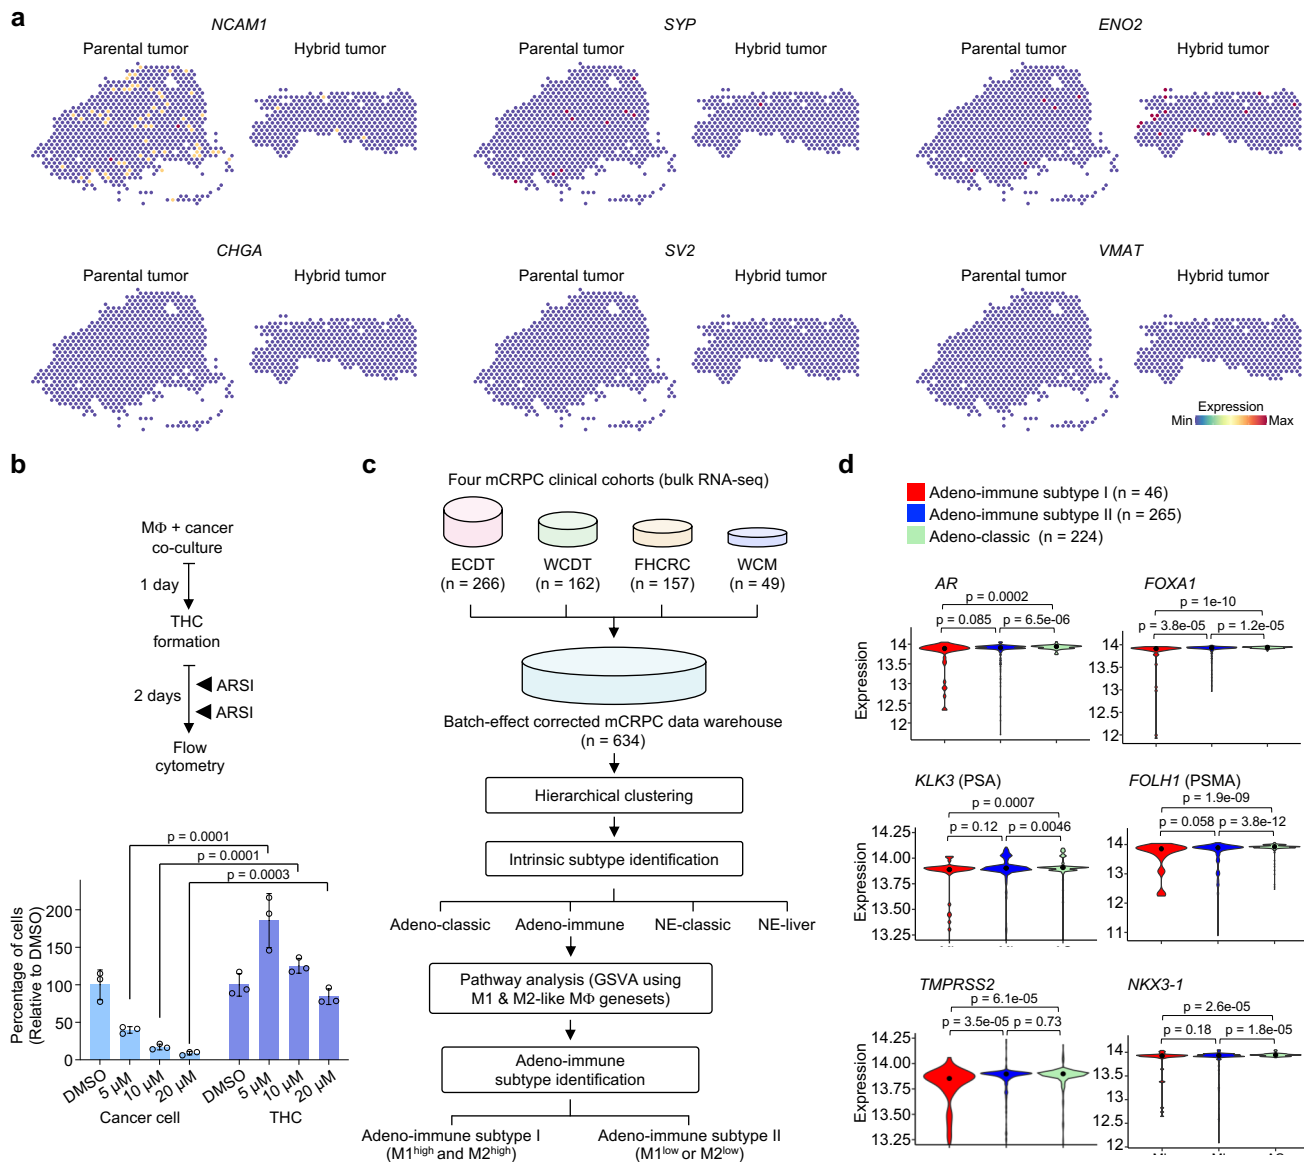 a
NCAM1
SYP
ENO2
Parental tumor
Hybrid tumor
Parental tumor
Hybrid tumor
Parental tumor
Hybrid tumor
CHGA
SV2
VMAT
Parental tumor
Hybrid tumor
Parental tumor
Hybrid tumor
Parental tumor
Hybrid tumor
Expression
Min
Max
b
MΦ + cancer
co-culture
1 day
THC
formation
2 days
ARSI
ARSI
Flow
cytometry
p = 0.0001
p = 0.0001
p = 0.0003
Percentage of cells
(Relative to DMSO)
200
150
100
50
0
DMSO
5 µM
10 µM
20 µM
DMSO
5 µM
10 µM
20 µM
Cancer cell
THC
c
Four mCRPC clinical cohorts (bulk RNA-seq)
ECDT
(n = 266)
WCDT
(n = 162)
FHCRC
(n = 157)
WCM
(n = 49)
Batch-effect corrected mCRPC data warehouse
(n = 634)
Hierarchical clustering
Intrinsic subtype identification
Adeno-classic
Adeno-immune
NE-classic
NE-liver
Pathway analysis (GSVA using
M1 & M2-like MΦ genesets)
Adeno-immune
subtype identification
Adeno-immune subtype I
(M1high and M2high)
Adeno-immune subtype II
(M1low or M2low)
d
Adeno-immune subtype I (n = 46)
Adeno-immune subtype II (n = 265)
Adeno-classic (n = 224)
AR
p = 0.0002
p = 0.085
p = 6.5e-06
Expression
14
13.5
13
12.5
12
FOXA1
p = 1e-10
p = 3.8e-05
p = 1.2e-05
14
13.5
13
12.5
12
KLK3 (PSA)
p = 0.0007
p = 0.12
p = 0.0046
Expression
14.25
14.00
13.75
13.50
13.25
FOLH1 (PSMA)
p = 1.9e-09
p = 0.058
p = 3.8e-12
14
13
12
11
TMPRSS2
p = 6.1e-05
p = 3.5e-05
p = 0.73
Expression
14.25
14.00
13.75
13.50
13.25
NKX3-1
p = 2.6e-05
p = 0.18
p = 1.8e-05
14
13.5
13
12.5
12